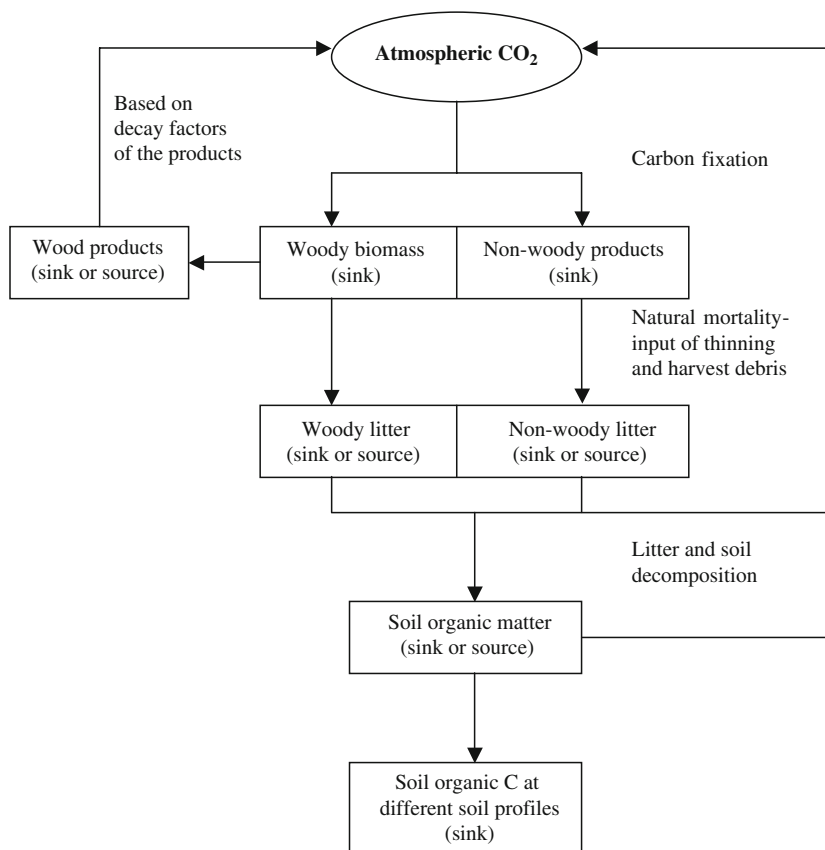 Atmospheric CO₂
Based on
decay factors
of the products
Carbon fixation
Wood products
(sink or source)
Woody biomass
(sink)
Non-woody products
(sink)
Natural mortality-
input of thinning
and harvest debris
Woody litter
(sink or source)
Non-woody litter
(sink or source)
Litter and soil
decomposition
Soil organic matter
(sink or source)
Soil organic C at
different soil profiles
(sink)